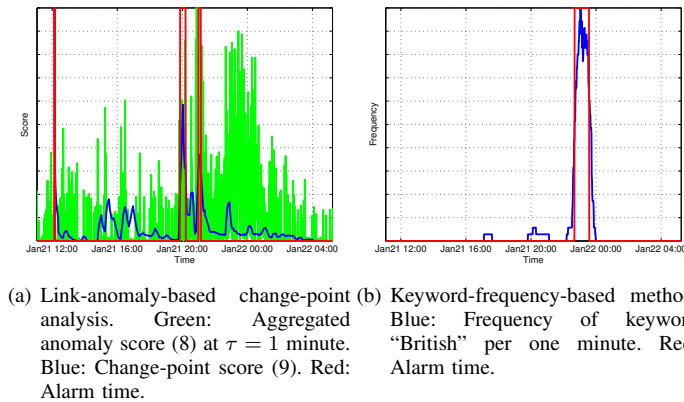 Score
Jan21 12:00 Jan21 16:00 Jan21 20:00 Jan22 00:00 Jan22 04:00
Time
Frequency
Jan21 12:00 Jan21 16:00 Jan21 20:00 Jan22 00:00 Jan22 04:00
Time
(a) Link-anomaly-based change-point
analysis. Green: Aggregated
anomaly score (8) at τ = 1 minute.
Blue: Change-point score (9). Red:
Alarm time.
(b) Keyword-frequency-based metho
Blue: Frequency of keywor
“British” per one minute. Re
Alarm time.